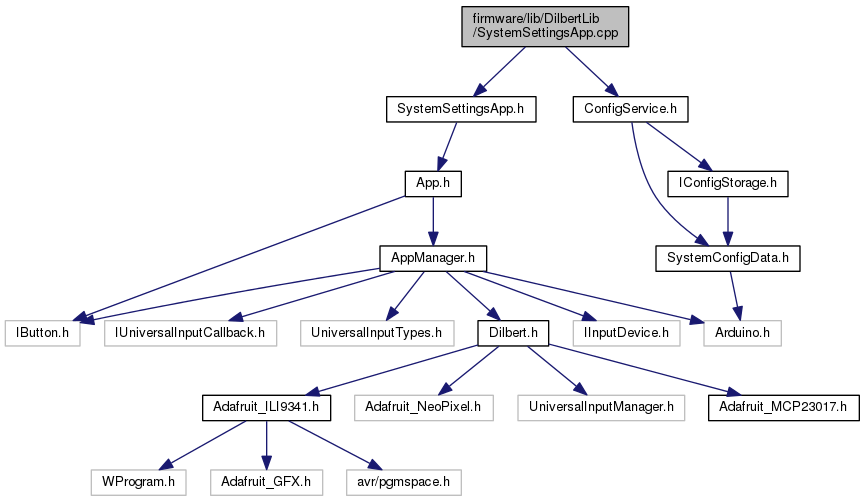 firmware/lib/DilbertLib
/SystemSettingsApp.cpp
SystemSettingsApp.h
ConfigService.h
App.h
IConfigStorage.h
AppManager.h
SystemConfigData.h
IButton.h
IUniversalInputCallback.h
UniversalInputTypes.h
Dilbert.h
IInputDevice.h
Arduino.h
Adafruit_ILI9341.h
Adafruit_NeoPixel.h
UniversalInputManager.h
Adafruit_MCP23017.h
WProgram.h
Adafruit_GFX.h
avr/pgmspace.h